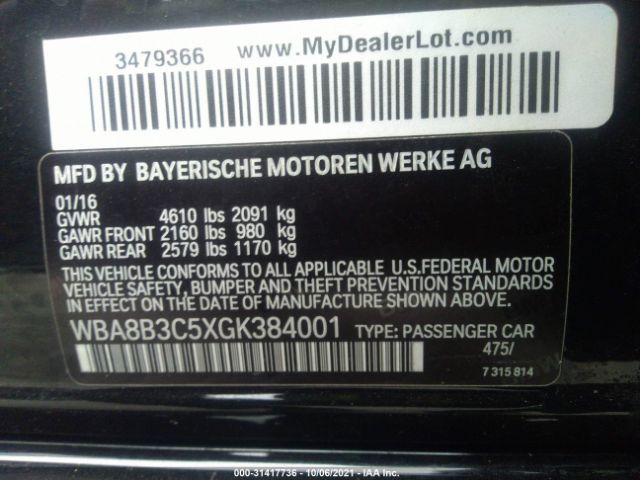 3479366 www.MyDealerLot.com
MFD BY BAYERISCHE MOTOREN WERKE AG
01/16
GVWR 4610 lbs 2091 kg
GAWR FRONT 2160 lbs 980 kg
GAWR REAR 2579 lbs 1170 kg
THIS VEHICLE CONFORMS TO ALL APPLICABLE U.S.FEDERAL MOTOR
VEHICLE SAFETY, BUMPER AND THEFT PREVENTION STANDARDS
IN EFFECT ON THE DATE OF MANUFACTURE SHOWN ABOVE.
WBA8B3C5XGK384001 TYPE: PASSENGER CAR
475/
7 315 814
000-31417736 - 10/06/2021 - IAA Inc.